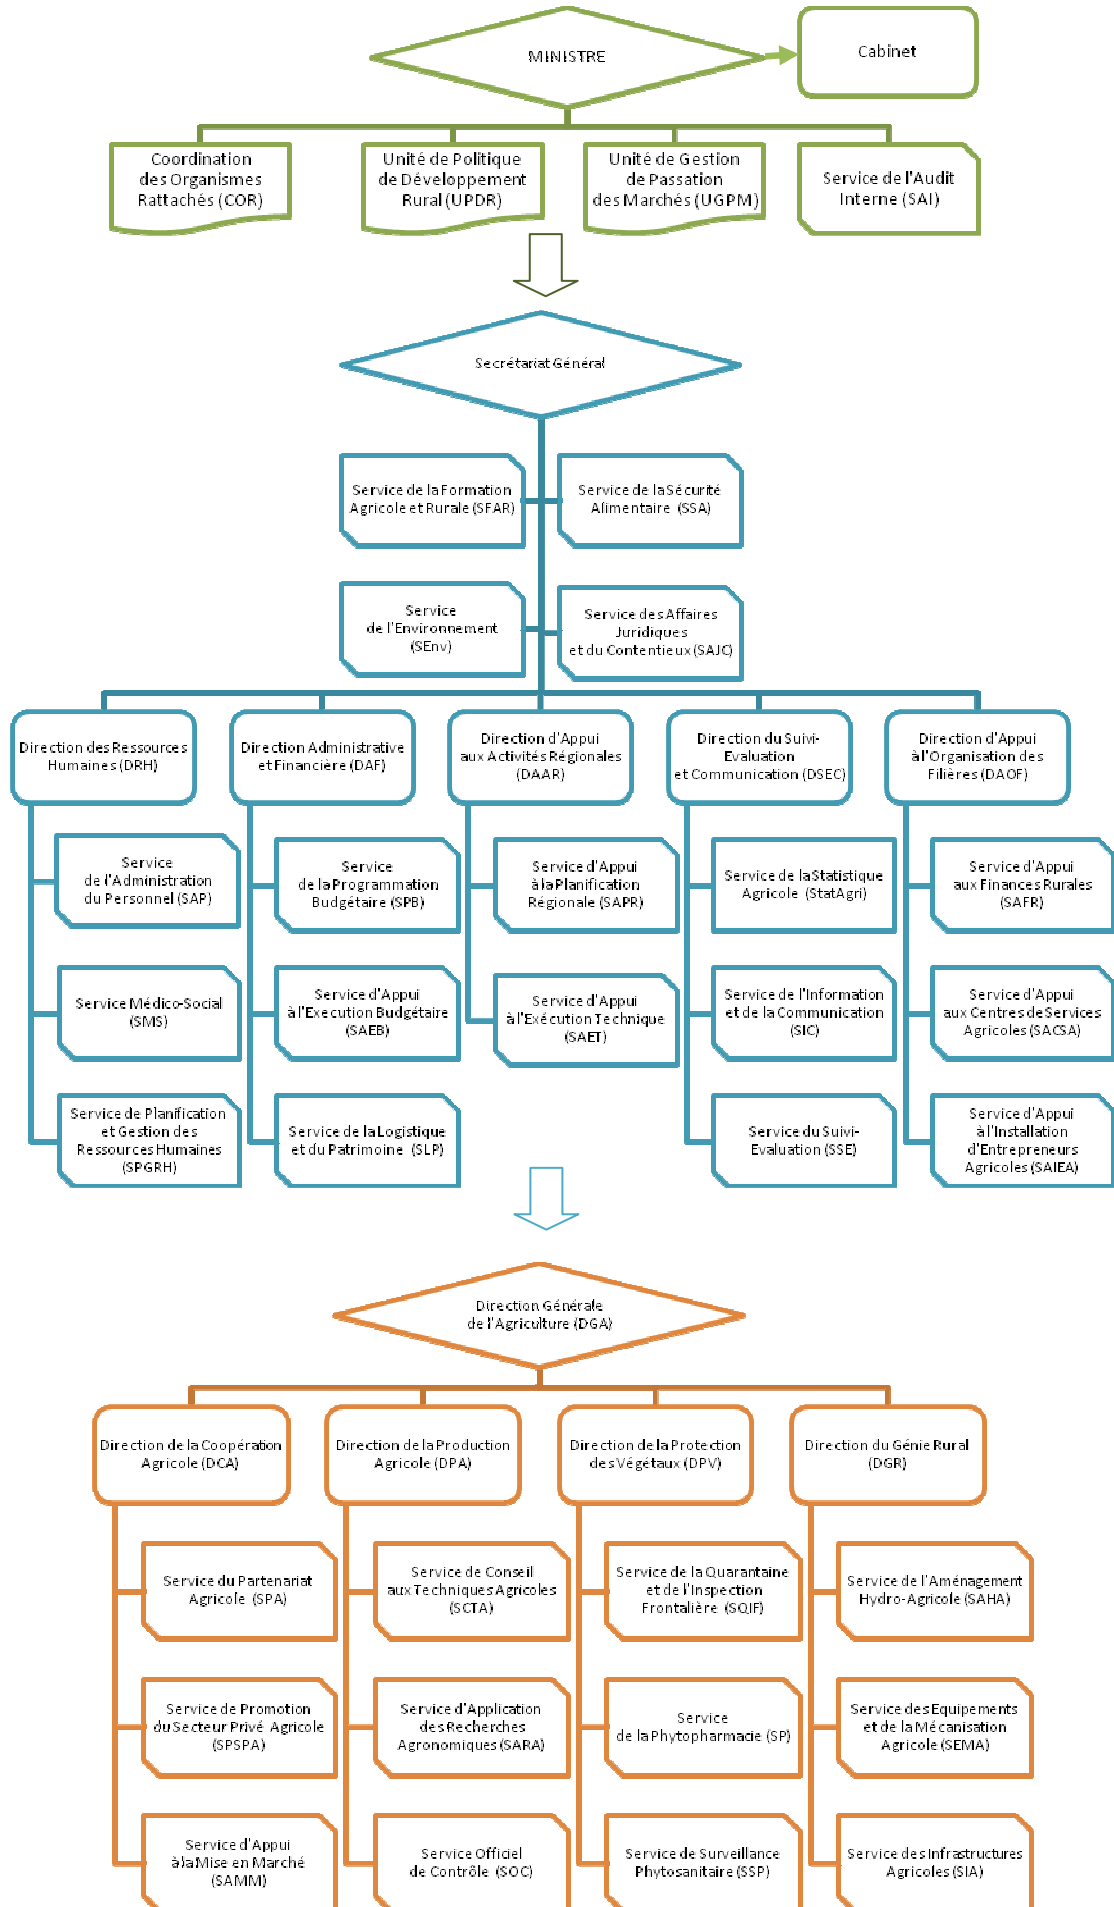 MINISTRE
Cabinet
Coordination
des Organismes
Rattachés (COR)
Unité de Politique
de Développement
Rural (UPDR)
Unité de Gestion
de Passation
des Marchés (UGPM)
Service de l'Audit
Interne (SAI)
Secrétariat Général
Service de la Formation
Agricole et Rurale (SFAR)
Service de la Sécurité
Alimentaire (SSA)
Service
de l'Environnement
(SEnv)
Service des Affaires
Juridiques
et du Contentieux (SAJC)
Direction des Ressources
Humaines (DRH)
Direction Administrative
et Financière (DAF)
Direction d'Appui
aux Activités Régionales
(DAAR)
Direction du Suivi-
Evaluation
et Communication (DSEC)
Direction d'Appui
à l'Organisation des
Filières (DAOF)
Service
de l'Administration
du Personnel (SAP)
Service
de la Programmation
Budgétaire (SPB)
Service d'Appui
à la Planification
Régionale (SAPR)
Service de la Statistique
Agricole (StatAgri)
Service d'Appui
aux Finances Rurales
(SAFR)
Service Médico-Social
(SMS)
Service d'Appui
à l'Execution Budgétaire
(SAEB)
Service d'Appui
à l'Exécution Technique
(SAET)
Service de l'Information
et de la Communication
(SIC)
Service d'Appui
aux Centres de Services
Agricoles (SACSA)
Service de Planification
et Gestion des
Ressources Humaines
(SPGRH)
Service de la Logistique
et du Patrimoine (SLP)
Service du Suivi-
Evaluation (SSE)
Service d'Appui
à l'Installation
d'Entrepreneurs
Agricoles (SAIEA)
Direction Générale
de l'Agriculture (DGA)
Direction de la Coopération
Agricole (DCA)
Direction de la Production
Agricole (DPA)
Direction de la Protection
des Végétaux (DPV)
Direction du Génie Rural
(DGR)
Service du Partenariat
Agricole (SPA)
Service de Conseil
aux Techniques Agricoles
(SCTA)
Service de la Quarantaine
et de l'Inspection
Frontalière (SQIF)
Service de l'Aménagement
Hydro-Agricole (SAHA)
Service de Promotion
du Secteur Privé Agricole
(SPSPA)
Service d'Application
des Recherches
Agronomiques (SARA)
Service
de la Phytopharmacie (SP)
Service des Equipements
et de la Mécanisation
Agricole (SEMA)
Service d'Appui
à la Mise en Marché
(SAMM)
Service Officiel
de Contrôle (SOC)
Service de Surveillance
Phytosanitaire (SSP)
Service des Infrastructures
Agricoles (SIA)